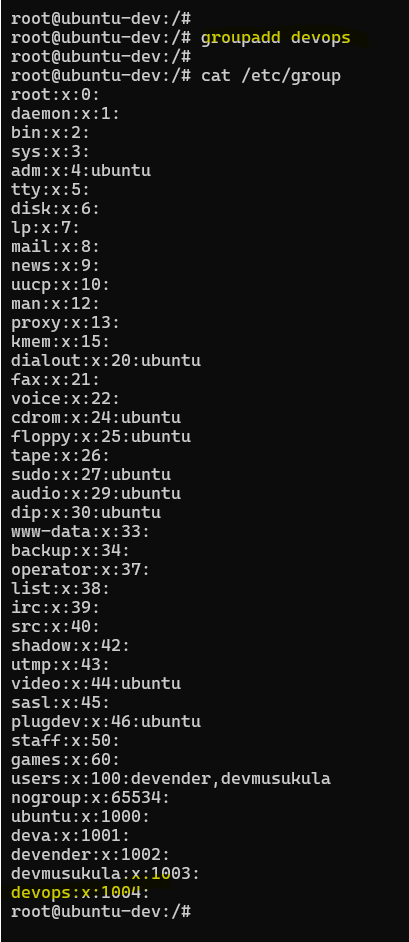 root@ubuntu-dev:/#
root@ubuntu-dev:/# groupadd devops
root@ubuntu-dev:/#
root@ubuntu-dev:/# cat /etc/group
root:x:0:
daemon:x:1:
bin:x:2:
sys:x:3:
adm:x:4:ubuntu
tty:x:5:
disk:x:6:
lp:x:7:
mail:x:8:
news:x:9:
uucp:x:10:
man:x:12:
proxy:x:13:
kmem:x:15:
dialout:x:20:ubuntu
fax:x:21:
voice:x:22:
cdrom:x:24:ubuntu
floppy:x:25:ubuntu
tape:x:26:
sudo:x:27:ubuntu
audio:x:29:ubuntu
dip:x:30:ubuntu
www-data:x:33:
backup:x:34:
operator:x:37:
list:x:38:
irc:x:39:
src:x:40:
shadow:x:42:
utmp:x:43:
video:x:44:ubuntu
sasl:x:45:
plugdev:x:46:ubuntu
staff:x:50:
games:x:60:
users:x:100:devender,devmusukula
nogroup:x:65534:
ubuntu:x:1000:
deva:x:1001:
devender:x:1002:
devmusukula:x:1003:
devops:x:1004:
root@ubuntu-dev:/#